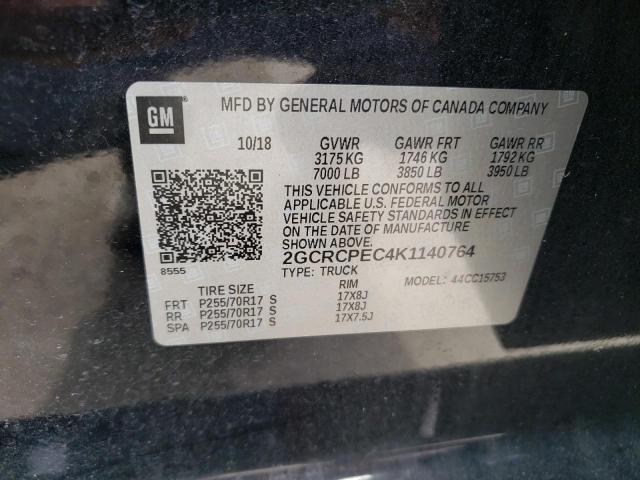 GM
MFD BY GENERAL MOTORS OF CANADA COMPANY
10/18 GVWR GAWR FRT GAWR RR
3175 KG 1746 KG 1792 KG
7000 LB 3850 LB 3950 LB
THIS VEHICLE CONFORMS TO ALL
APPLICABLE U.S. FEDERAL MOTOR
VEHICLE SAFETY STANDARDS IN EFFECT
ON THE DATE OF MANUFACTURE
SHOWN ABOVE.
2GCRCPEC4K1140764
8555
TYPE: TRUCK MODEL: 44CC15753
TIRE SIZE RIM
FRT P255/70R17 S 17X8J
RR P255/70R17 S 17X8J
SPA P255/70R17 S 17X7.5J